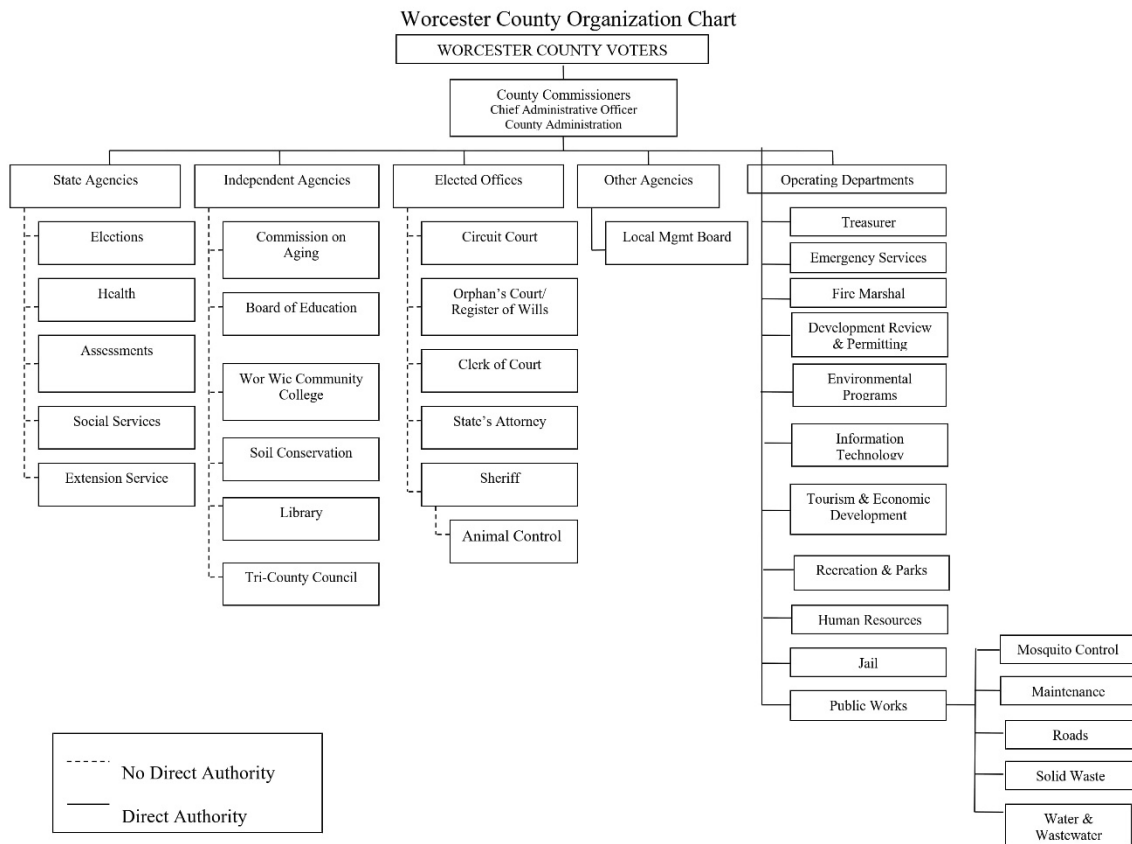 Worcester County Organization Chart
WORCESTER COUNTY VOTERS
County Commissioners
Chief Administrative Officer
County Administration
State Agencies
Elections
Health
Assessments
Social Services
Extension Service
Independent Agencies
Commission on
Aging
Board of Education
Wor Wic Community
College
Soil Conservation
Library
Tri-County Council
Elected Offices
Circuit Court
Orphan's Court/
Register of Wills
Clerk of Court
State's Attorney
Sheriff
Animal Control
Other Agencies
Local Mgmt Board
Operating Departments
Treasurer
Emergency Services
Fire Marshal
Development Review
& Permitting
Environmental
Programs
Information
Technology
Tourism & Economic
Development
Recreation & Parks
Human Resources
Jail
Public Works
Mosquito Control
Maintenance
Roads
Solid Waste
Water &
Wastewater
No Direct Authority
Direct Authority